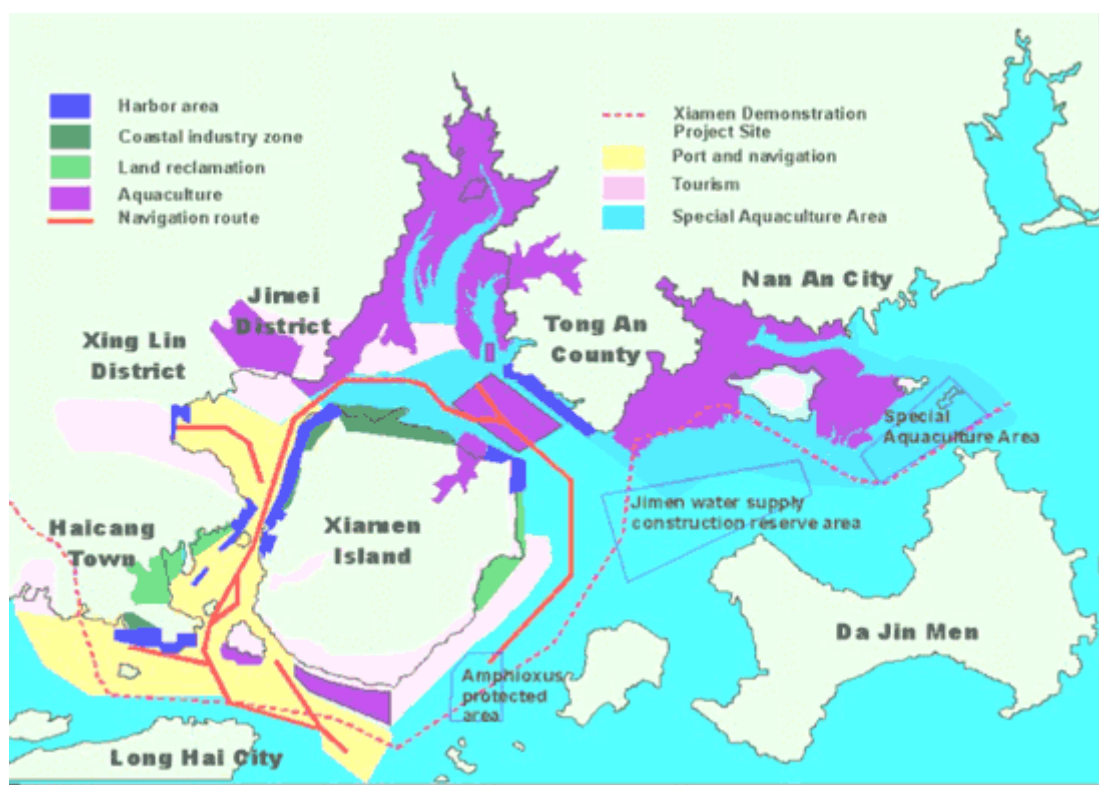 Harbor area
Coastal industry zone
Land reclamation
Aquaculture
Navigation route
Xiamen Demonstration
Project Site
Port and navigation
Tourism
Special Aquaculture Area
Nan An City
Jimei
District
Tong An
County
Xing Lin
District
Special
Aquaculture Area
Jimen water supply
construction reserve area
Xiamen
Island
Haicang
Town
Da Jin Men
Amphioxus
protected
area
Long Hai City